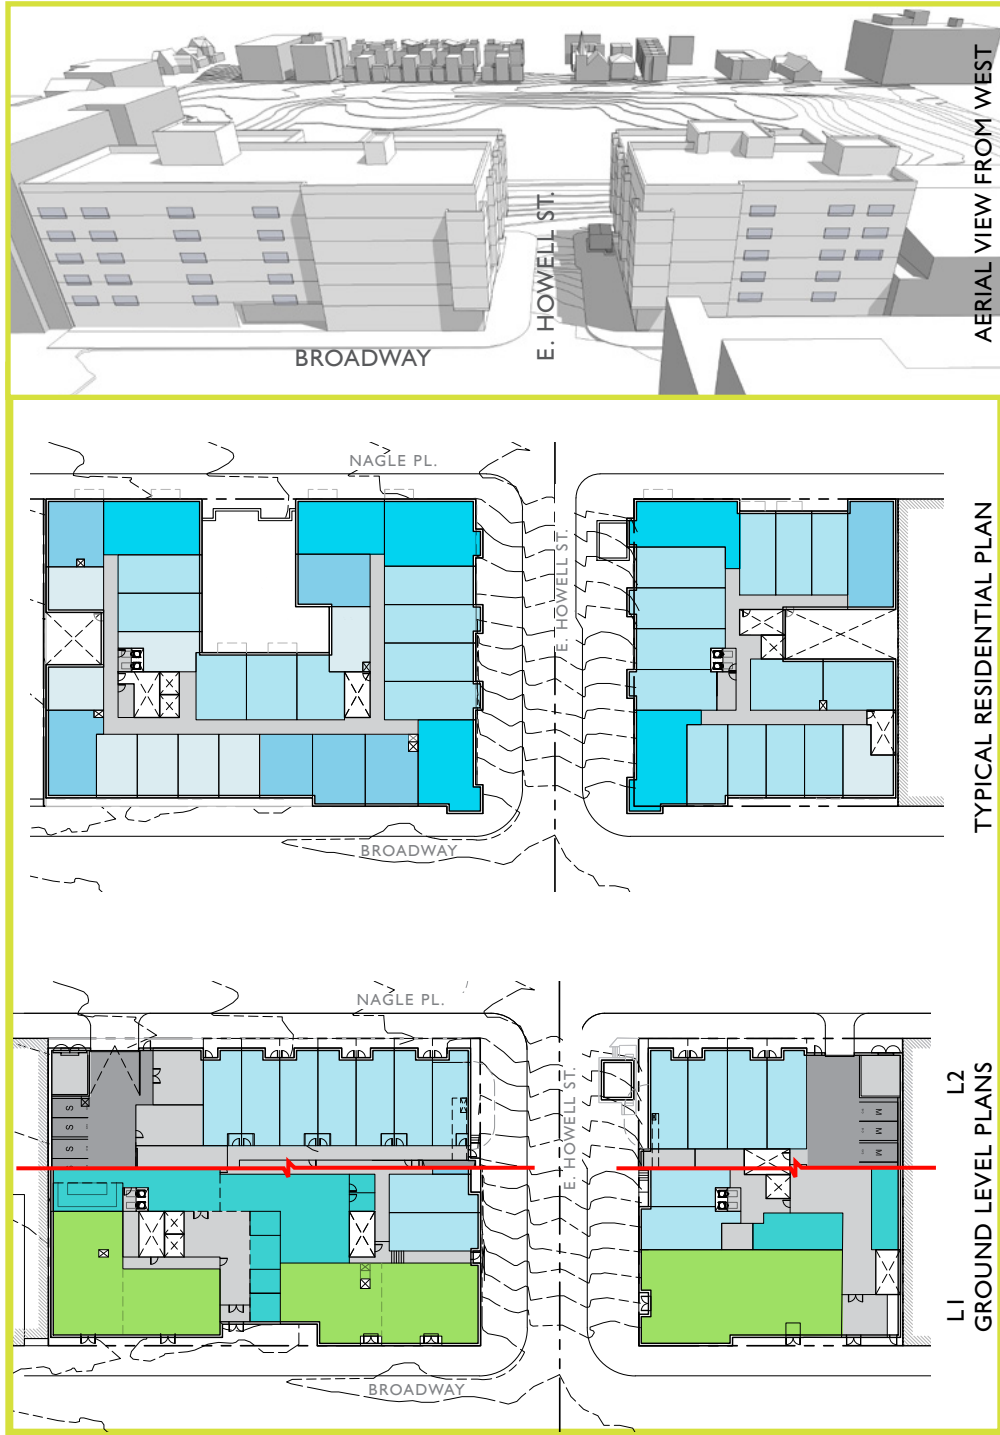 AERIAL VIEW FROM WEST
E. HOWELL ST.
BROADWAY
NAGLE PL.
E. HOWELL ST.
BROADWAY
TYPICAL RESIDENTIAL PLAN
NAGLE PL.
E. HOWELL ST.
BROADWAY
S
S
S
M
M
M
L1
L2
GROUND LEVEL PLANS